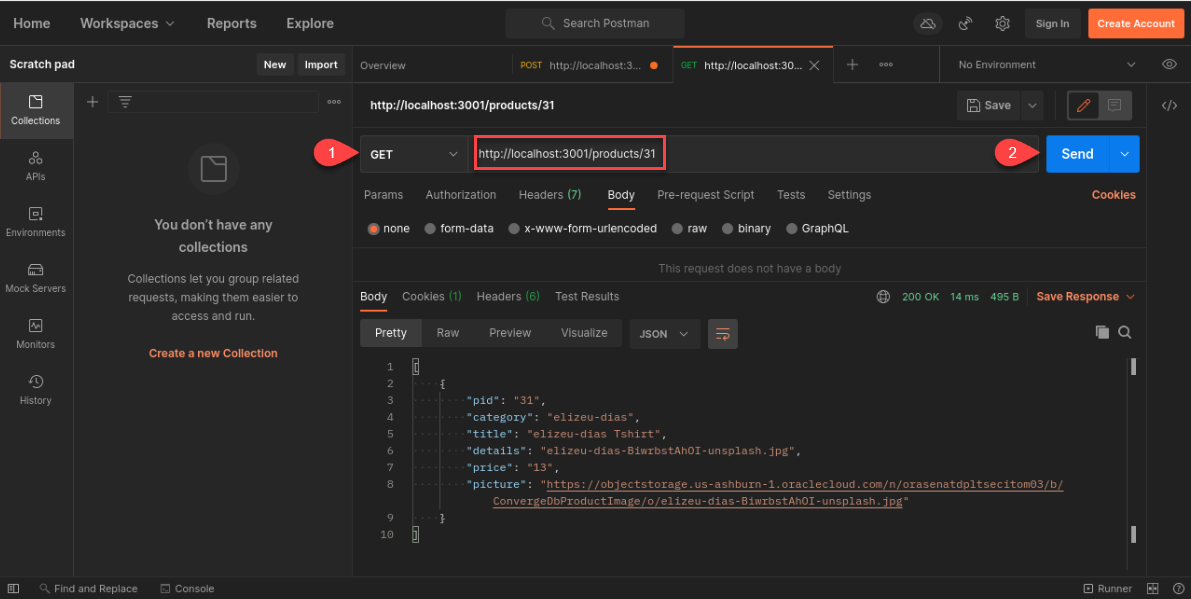 Home Workspaces Reports Explore Search Postman Sign In Create Account
Scratch pad New Import Overview POST http://localhost:3... GET http://localhost:30... No Environment
Collections
http://localhost:3001/products/31 Save
1 GET http://localhost:3001/products/31 2 Send
APIs
Params Authorization Headers (7) Body Pre-request Script Tests Settings Cookies
Environments
You don't have any
collections
none form-data x-www-form-urlencoded raw binary GraphQL
Mock Servers
Collections let you group related
requests, making them easier to
access and run.
This request does not have a body
Body Cookies (1) Headers (6) Test Results 200 OK 14 ms 495 B Save Response
Monitors
Pretty Raw Preview Visualize JSON
Create a new Collection
History
1 [
2 {
3 "pid": "31",
4 "category": "elizeu-dias",
5 "title": "elizeu-dias Tshirt",
6 "details": "elizeu-dias-BiwrbstAhOI-unsplash.jpg",
7 "price": "13",
8 "picture": "https://objectstorage.us-ashburn-1.oraclecloud.com/n/orasenatdpltsecitom03/b/
ConvergeDbProductImage/o/elizeu-dias-BiwrbstAhOI-unsplash.jpg"
9 }
10 ]
Find and Replace Console Runner